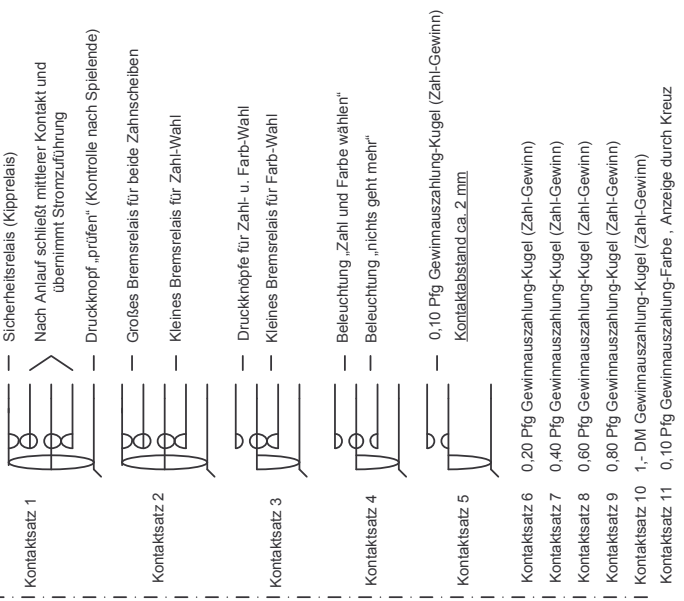 Kontaktsatz 1
Sicherheitsrelais (Kipprelais)
Nach Anlauf schließt mittlerer Kontakt und
übernimmt Stromzuführung
Druckknopf „prüfen“ (Kontrolle nach Spielende)
Kontaktsatz 2
Großes Bremsrelais für beide Zahnscheiben
Kleines Bremsrelais für Zahl-Wahl
Kontaktsatz 3
Druckknöpfe für Zahl- u. Farb-Wahl
Kleines Bremsrelais für Farb-Wahl
Kontaktsatz 4
Beleuchtung „Zahl und Farbe wählen“
Beleuchtung „nichts geht mehr“
Kontaktsatz 5
0,10 Pfg Gewinnauszahlung-Kugel (Zahl-Gewinn)
Kontaktabstand ca. 2 mm
Kontaktsatz 6 0,20 Pfg Gewinnauszahlung-Kugel (Zahl-Gewinn)
Kontaktsatz 7 0,40 Pfg Gewinnauszahlung-Kugel (Zahl-Gewinn)
Kontaktsatz 8 0,60 Pfg Gewinnauszahlung-Kugel (Zahl-Gewinn)
Kontaktsatz 9 0,80 Pfg Gewinnauszahlung-Kugel (Zahl-Gewinn)
Kontaktsatz 10 1,- DM Gewinnauszahlung-Kugel (Zahl-Gewinn)
Kontaktsatz 11 0,10 Pfg Gewinnauszahlung-Farbe , Anzeige durch Kreuz